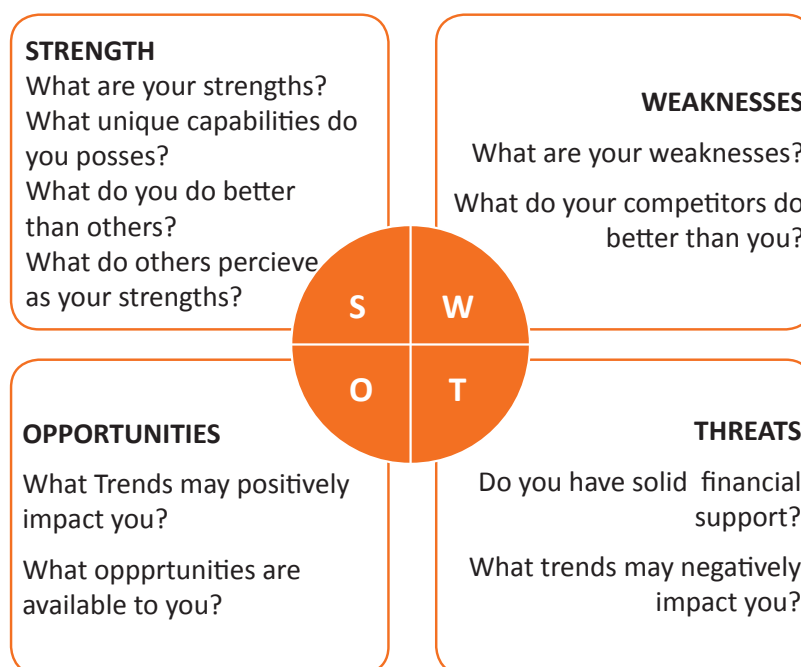 STRENGTH
What are your strengths?
What unique capabilities do
you posses?
What do you do better
than others?
What do others percieve
as your strengths?
WEAKNESSES
What are your weaknesses?
What do your competitors do
better than you?
S
W
O
T
OPPORTUNITIES
What Trends may positively
impact you?
What oppprtunities are
available to you?
THREATS
Do you have solid  financial
support?
What trends may negatively
impact you?